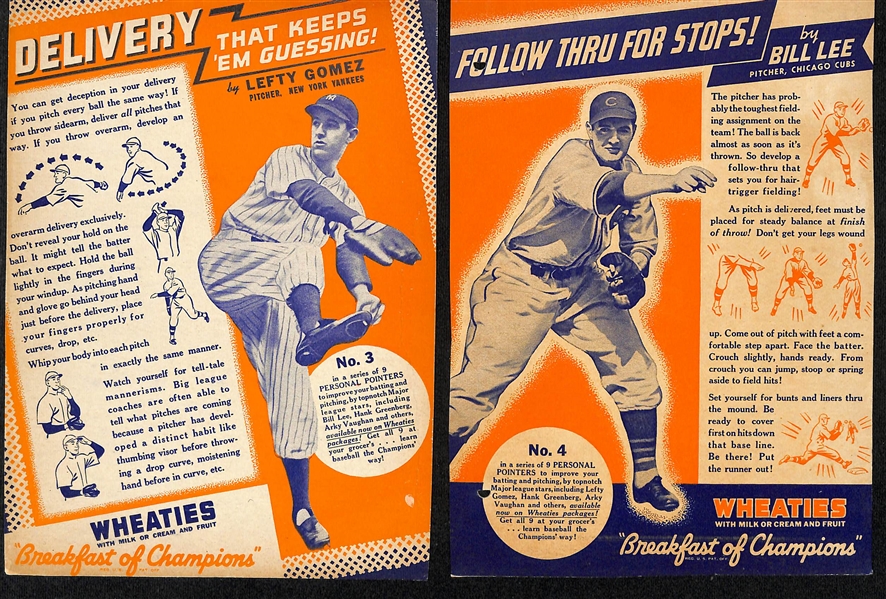 DELIVERY
THAT KEEPS
'EM GUESSING!
by LEFTY GOMEZ
PITCHER, NEW YORK YANKEES
You can get deception in your delivery
if you pitch every ball the same way! If
you throw sidearm, deliver all pitches that
way. If you throw overarm, develop an
overarm delivery exclusively.
Don't reveal your hold on the
ball. It might tell the batter
what to expect. Hold the ball
lightly in the fingers during
your windup. As pitching hand
and glove go behind your head
just before the delivery, place
your fingers properly for
curves, drop, etc.
Whip your body into each pitch
in exactly the same manner.
Watch yourself for tell-tale
mannerisms. Big league
coaches are often able to
tell what pitches are coming
because a pitcher has devel-
oped a distinct habit like
thumbing visor before throw-
ing a drop curve, moistening
hand before in curve, etc.
NY
No. 3
in a series of 9
PERSONAL POINTERS
to improve your batting and
pitching, by topnotch Major
league stars, including
Bill Lee, Hank Greenberg,
Arky Vaughan and others,
available now on Wheaties
packages! Get all 9 at
your grocer's . . . . learn
baseball the Champions'
way!
WHEATIES
WITH MILK OR CREAM AND FRUIT
"Breakfast of Champions"
REG. U. S. PAT. OFF.
FOLLOW THRU FOR STOPS!
by
BILL LEE
PITCHER, CHICAGO CUBS
The pitcher has prob-
ably the toughest field-
ing assignment on the
team! The ball is back
almost as soon as it's
thrown. So develop a
follow-thru that
sets you for hair-
trigger fielding!
As pitch is delivered, feet must be
placed for steady balance at finish
of throw! Don't get your legs wound
up. Come out of pitch with feet a com-
fortable step apart. Face the batter.
Crouch slightly, hands ready. From
crouch you can jump, stoop or spring
aside to field hits!
Set yourself for bunts and liners thru
the mound. Be
ready to cover
first on hits down
that base line.
Be there! Put
the runner out!
C
No. 4
in a series of 9 PERSONAL
POINTERS to improve your
batting and pitching, by topnotch
Major league stars, including Lefty
Gomez, Hank Greenberg, Arky
Vaughan and others, available
now on Wheaties packages!
Get all 9 at your grocer's
. . . . learn baseball the
Champions' way!
WHEATIES
WITH MILK OR CREAM AND FRUIT
"Breakfast of Champions"
REG. U. S. PAT. OFF.